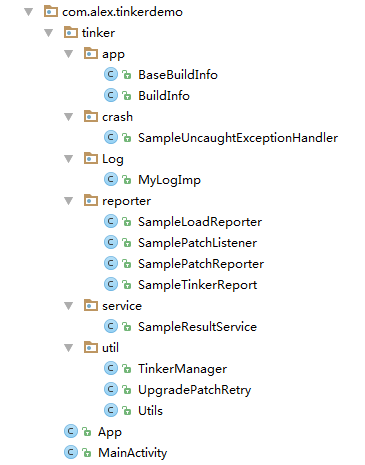 com.alex.tinkerdemo
tinker
app
BaseBuildInfo
BuildInfo
crash
SampleUncaughtExceptionHandler
Log
MyLogImp
reporter
SampleLoadReporter
SamplePatchListener
SamplePatchReporter
SampleTinkerReport
service
SampleResultService
util
TinkerManager
UpgradePatchRetry
Utils
App
MainActivity